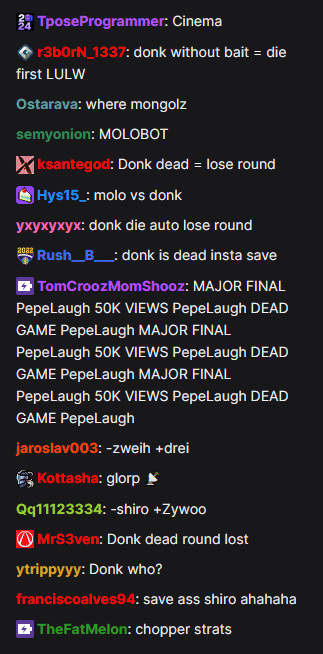 20
24
TposeProgrammer: Cinema
r3b0rN_1337: donk without bait = die
first LULW
Ostarava: where mongolz
semyonion: MOLOBOT
ksantegod: Donk dead = lose round
Hys15_: molo vs donk
yxyxyxyx: donk die auto lose round
2022
Rush__B___: donk is dead insta save
TomCroozMomShooz: MAJOR FINAL
PepeLaugh 50K VIEWS PepeLaugh DEAD
GAME PepeLaugh MAJOR FINAL
PepeLaugh 50K VIEWS PepeLaugh DEAD
GAME PepeLaugh MAJOR FINAL
PepeLaugh 50K VIEWS PepeLaugh DEAD
GAME PepeLaugh
jaroslav003: -zweih +drei
Kottasha: glorp 📡
Qq11123334: -shiro +Zywoo
MrS3ven: Donk dead round lost
ytrippyyy: Donk who?
franciscoalves94: save ass shiro ahahaha
TheFatMelon: chopper strats